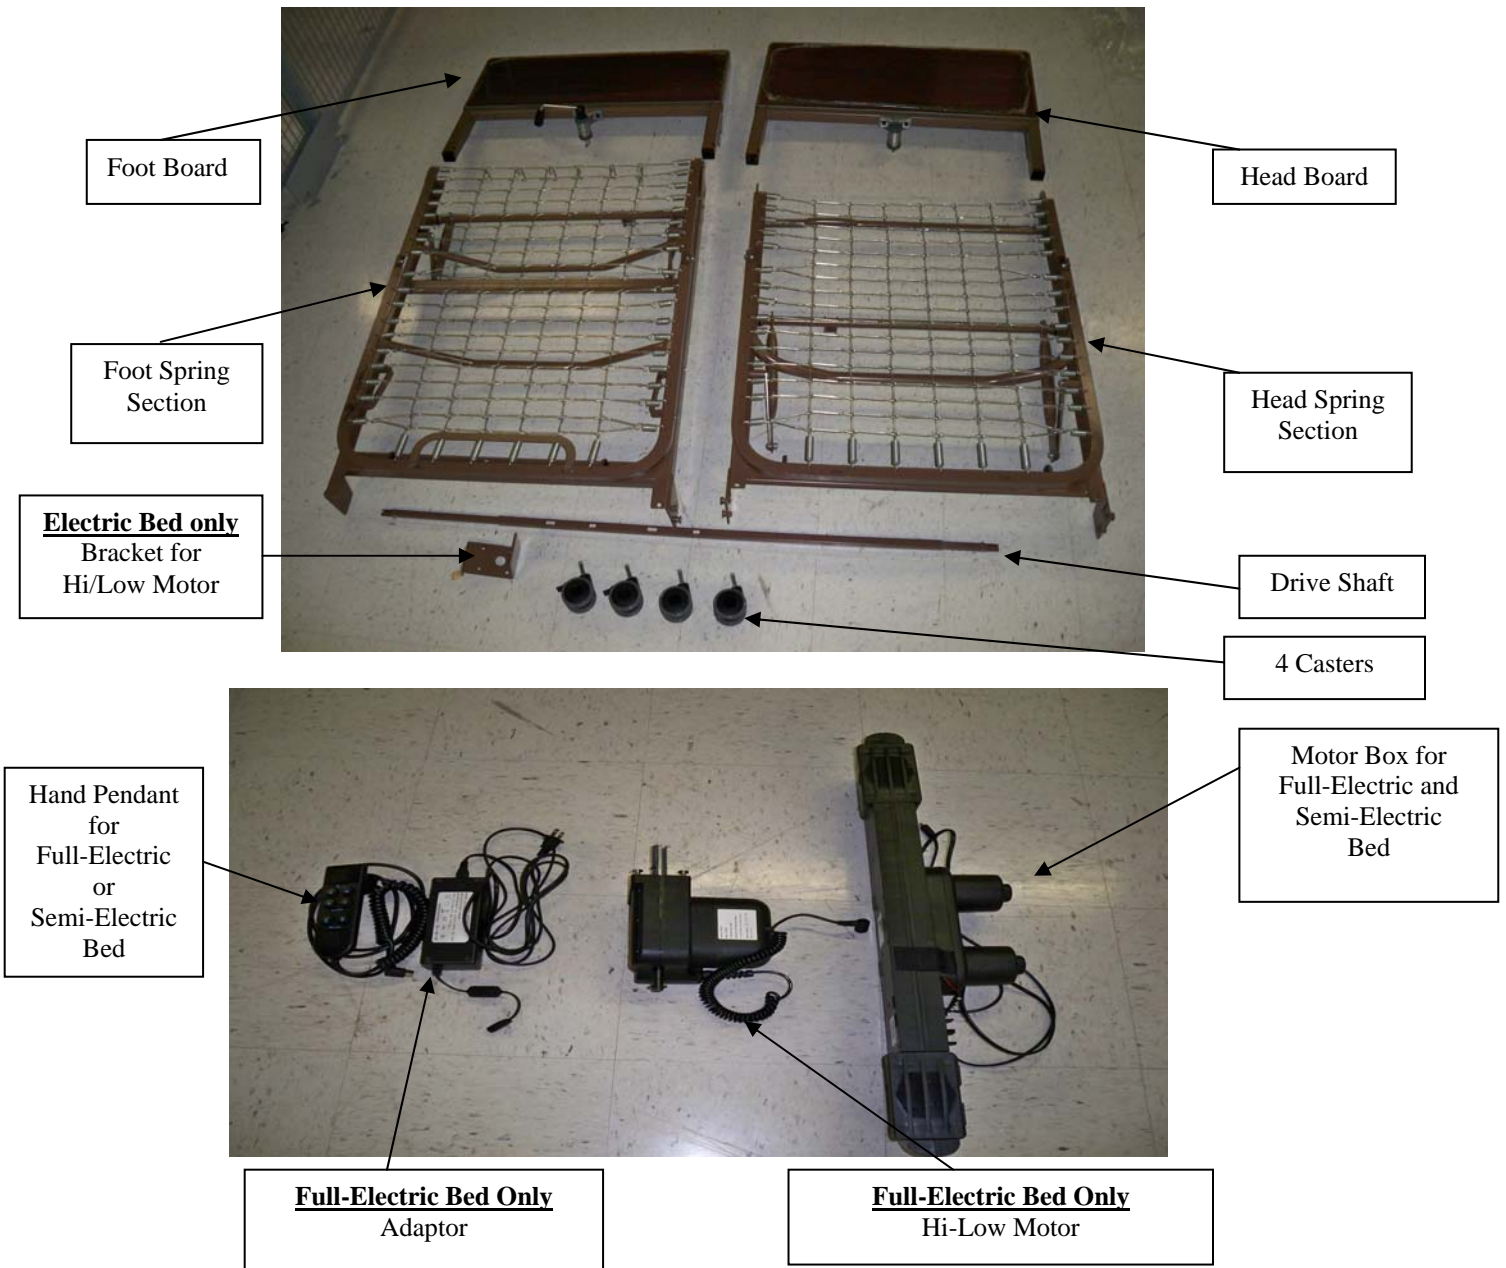 Foot Board
Head Board
Foot Spring
Section
Head Spring
Section
Electric Bed only
Bracket for
Hi/Low Motor
Drive Shaft
4 Casters
Hand Pendant
for
Full-Electric
or
Semi-Electric
Bed
Motor Box for
Full-Electric and
Semi-Electric
Bed
Full-Electric Bed Only
Adaptor
Full-Electric Bed Only
Hi-Low Motor